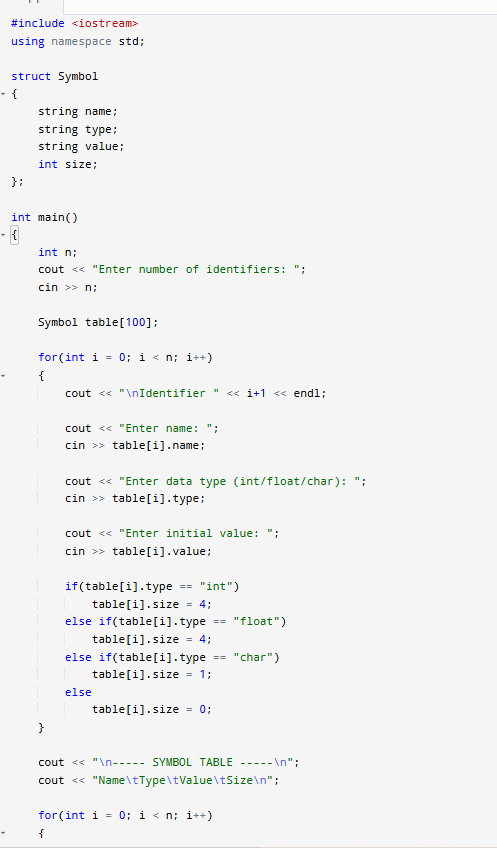 #include <iostream>
using namespace std;
struct Symbol
{
string name;
string type;
string value;
int size;
};
int main()
{
int n;
cout << "Enter number of identifiers: ";
cin >> n;
Symbol table[100];
for(int i = 0; i < n; i++)
{
cout << "\nIdentifier " << i+1 << endl;
cout << "Enter name: ";
cin >> table[i].name;
cout << "Enter data type (int/float/char): ";
cin >> table[i].type;
cout << "Enter initial value: ";
cin >> table[i].value;
if(table[i].type == "int")
table[i].size = 4;
else if(table[i].type == "float")
table[i].size = 4;
else if(table[i].type == "char")
table[i].size = 1;
else
table[i].size = 0;
}
cout << "\n----- SYMBOL TABLE -----\n";
cout << "Name\tType\tValue\tSize\n";
for(int i = 0; i < n; i++)
{